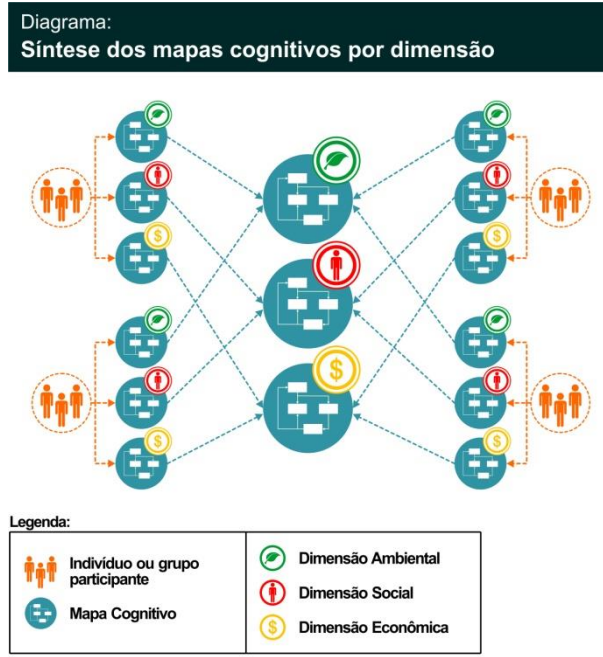 Diagrama:
Síntese dos mapas cognitivos por dimensão
$
$
$
$
$
Legenda:
Indivíduo ou grupo
participante
Mapa Cognitivo
Dimensão Ambiental
Dimensão Social
$
Dimensão Econômica